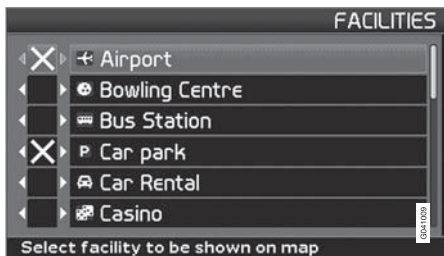 FACILITIES
Airport
Bowling Centre
Bus Station
P Car park
Car Rental
Casino
G041009
Select facility to be shown on map